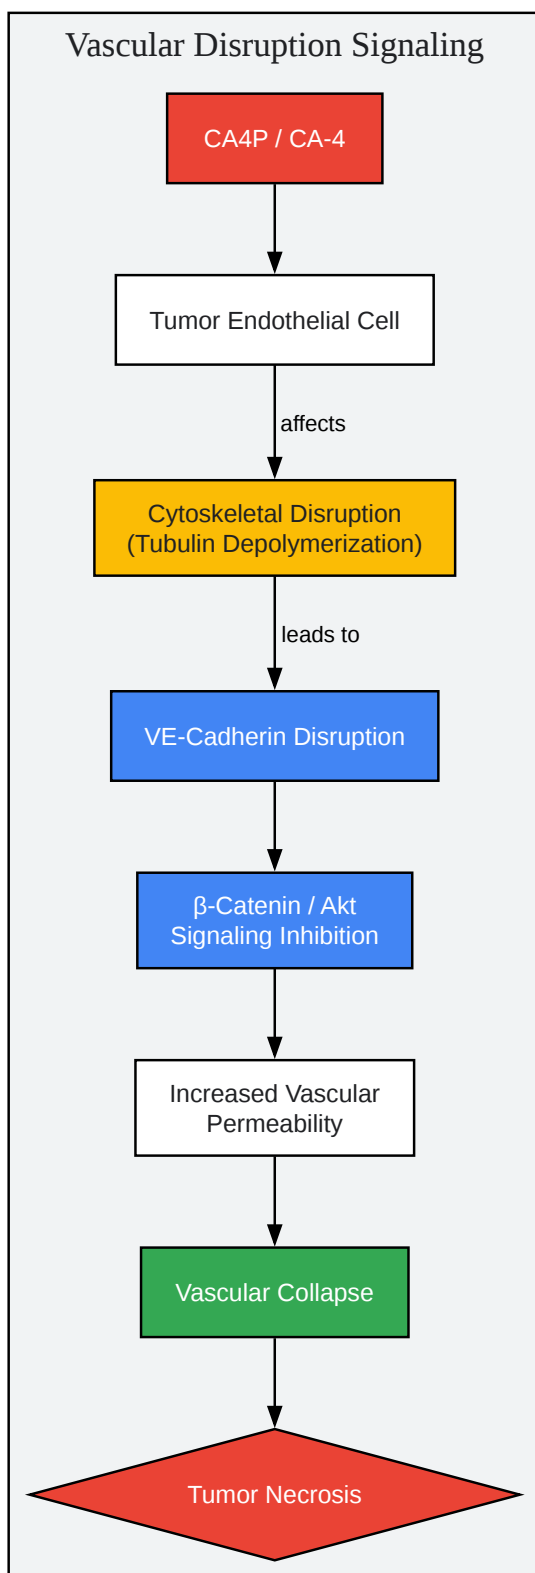 Vascular Disruption Signaling
CA4P / CA-4
Tumor Endothelial Cell
affects
Cytoskeletal Disruption
(Tubulin Depolymerization)
leads to
VE-Cadherin Disruption
β-Catenin / Akt
Signaling Inhibition
Increased Vascular
Permeability
Vascular Collapse
Tumor Necrosis